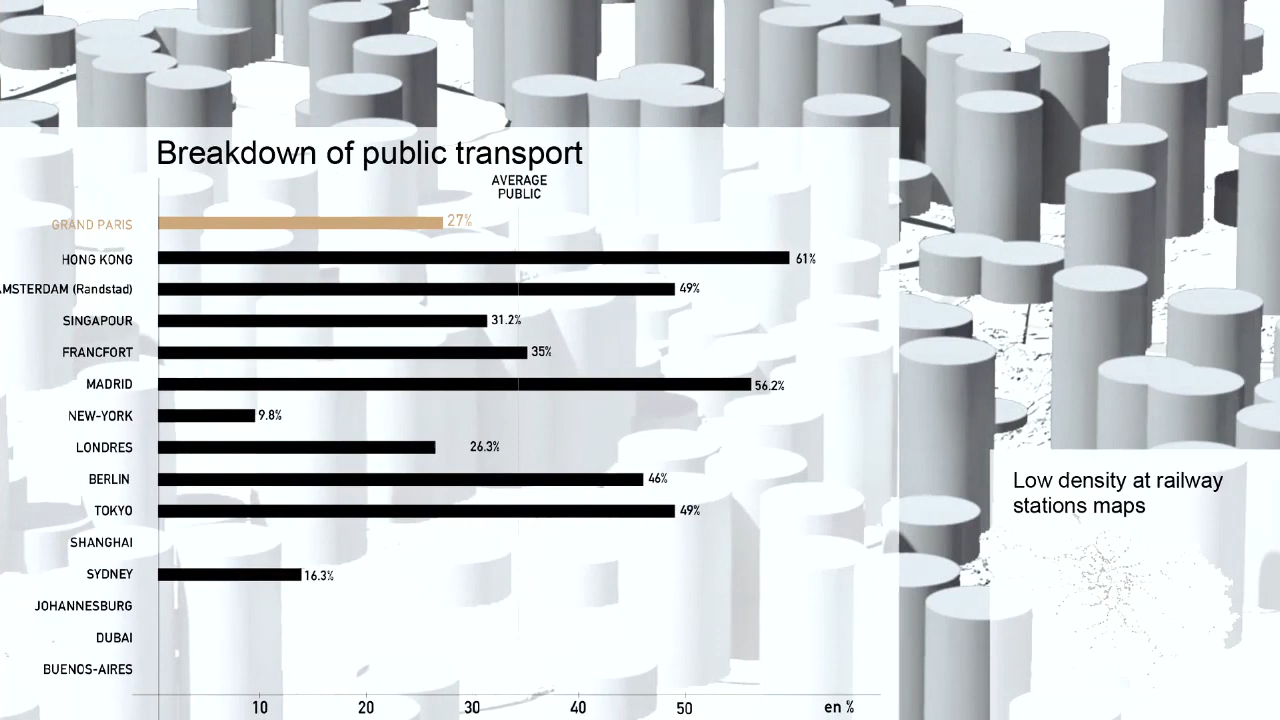 Breakdown of public transport
AVERAGE
PUBLIC
GRAND PARIS 27%
HONG KONG 61%
AMSTERDAM (Randstad) 49%
SINGAPOUR 31.2%
FRANCFORT 35%
MADRID 56.2%
NEW-YORK 9.8%
LONDRES 26.3%
BERLIN 46%
TOKYO 49%
SHANGHAI
SYDNEY 16.3%
JOHANNESBURG
DUBAI
BUENOS-AIRES
10 20 30 40 50 en %
Low density at railway
stations maps